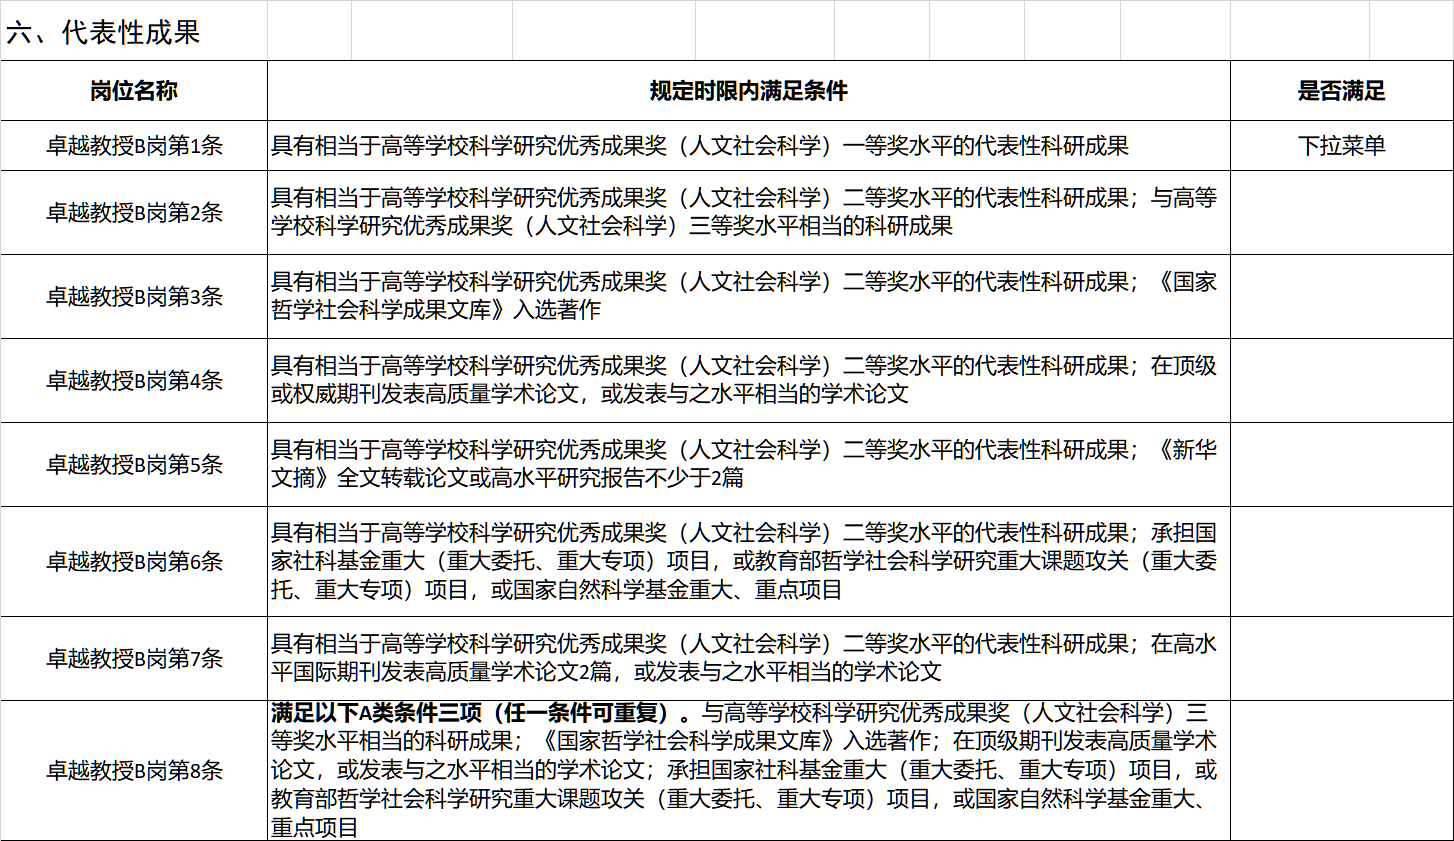 六、代表性成果
岗位名称 规定时限内满足条件 是否满足
卓越教授B岗第1条 具有相当于高等学校科学研究优秀成果奖（人文社会科学）一等奖水平的代表性科研成果 下拉菜单
卓越教授B岗第2条 具有相当于高等学校科学研究优秀成果奖（人文社会科学）二等奖水平的代表性科研成果；与高等
学校科学研究优秀成果奖（人文社会科学）三等奖水平相当的科研成果
卓越教授B岗第3条 具有相当于高等学校科学研究优秀成果奖（人文社会科学）二等奖水平的代表性科研成果；《国家
哲学社会科学成果文库》入选著作
卓越教授B岗第4条 具有相当于高等学校科学研究优秀成果奖（人文社会科学）二等奖水平的代表性科研成果；在顶级
或权威期刊发表高质量学术论文，或发表与之水平相当的学术论文
卓越教授B岗第5条 具有相当于高等学校科学研究优秀成果奖（人文社会科学）二等奖水平的代表性科研成果；《新华
文摘》全文转载论文或高水平研究报告不少于2篇
卓越教授B岗第6条 具有相当于高等学校科学研究优秀成果奖（人文社会科学）二等奖水平的代表性科研成果；承担国
家社科基金重大（重大委托、重大专项）项目，或教育部哲学社会科学研究重大课题攻关（重大委
托、重大专项）项目，或国家自然科学基金重大、重点项目
卓越教授B岗第7条 具有相当于高等学校科学研究优秀成果奖（人文社会科学）二等奖水平的代表性科研成果；在高水
平国际期刊发表高质量学术论文2篇，或发表与之水平相当的学术论文
卓越教授B岗第8条 满足以下A类条件三项（任一条件可重复）。与高等学校科学研究优秀成果奖（人文社会科学）三
等奖水平相当的科研成果；《国家哲学社会科学成果文库》入选著作；在顶级期刊发表高质量学术
论文，或发表与之水平相当的学术论文；承担国家社科基金重大（重大委托、重大专项）项目，或
教育部哲学社会科学研究重大课题攻关（重大委托、重大专项）项目，或国家自然科学基金重大、
重点项目